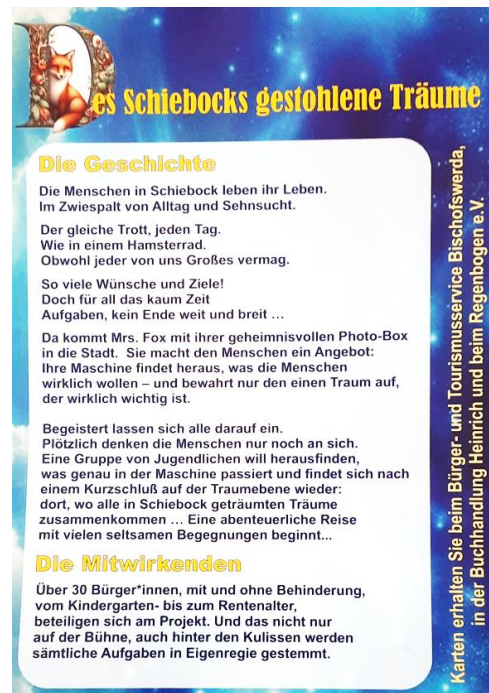 Des Schiebocks gestohlene Träume
Die Geschichte
Die Menschen in Schiebock leben ihr Leben.
Im Zwiespalt von Alltag und Sehnsucht.
Der gleiche Trott, jeden Tag.
Wie in einem Hamsterrad.
Obwohl jeder von uns Großes vermag.
So viele Wünsche und Ziele!
Doch für all das kaum Zeit
Aufgaben, kein Ende weit und breit ...
Da kommt Mrs. Fox mit ihrer geheimnisvollen Photo-Box
in die Stadt. Sie macht den Menschen ein Angebot:
Ihre Maschine findet heraus, was die Menschen
wirklich wollen – und bewahrt nur den einen Traum auf,
der wirklich wichtig ist.
Begeistert lassen sich alle darauf ein.
Plötzlich denken die Menschen nur noch an sich.
Eine Gruppe von Jugendlichen will herausfinden,
was genau in der Maschine passiert und findet sich nach
einem Kurzschluß auf der Traumebene wieder:
dort, wo alle in Schiebock geträumten Träume
zusammenkommen ... Eine abenteuerliche Reise
mit vielen seltsamen Begegnungen beginnt...
Die Mitwirkenden
Über 30 Bürger*innen, mit und ohne Behinderung,
vom Kindergarten- bis zum Rentenalter,
beteiligen sich am Projekt. Und das nicht nur
auf der Bühne, auch hinter den Kulissen werden
sämtliche Aufgaben in Eigenregie gestemmt.
Karten erhalten Sie beim Bürger- und Tourismusservice Bischofswerda,
in der Buchhandlung Heinrich und beim Regenbogen e.V.